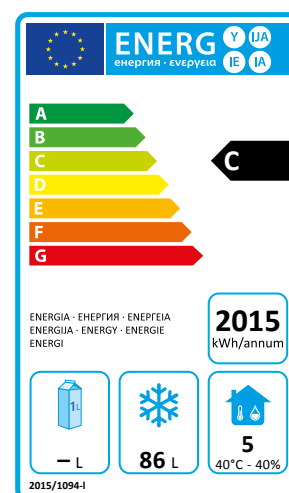 ENERG Y IJA
енергия · ενεργεια IE IA
A
B
C
C
D
E
F
G
ENERGIA · ЕНЕРГИЯ · ΕΝΕΡΓΕΙΑ
ENERGIJA · ENERGY · ENERGIE
ENERGI
2015
kWh/annum
1L
– L
86 L
5
40°C - 40%
2015/1094-I